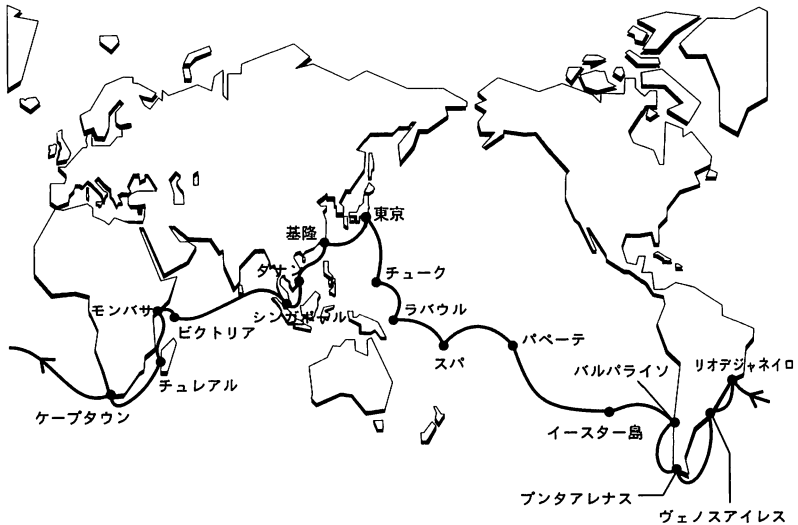 東京
基隆
ダナン
チューク
モンバサ
シンガポール
ラバウル
ビクトリア
スパ
パペーテ
バルパライソ
リオデジャネイロ
チュレアル
ケープタウン
イースター島
プンタアレナス
ヴェノスアイレス